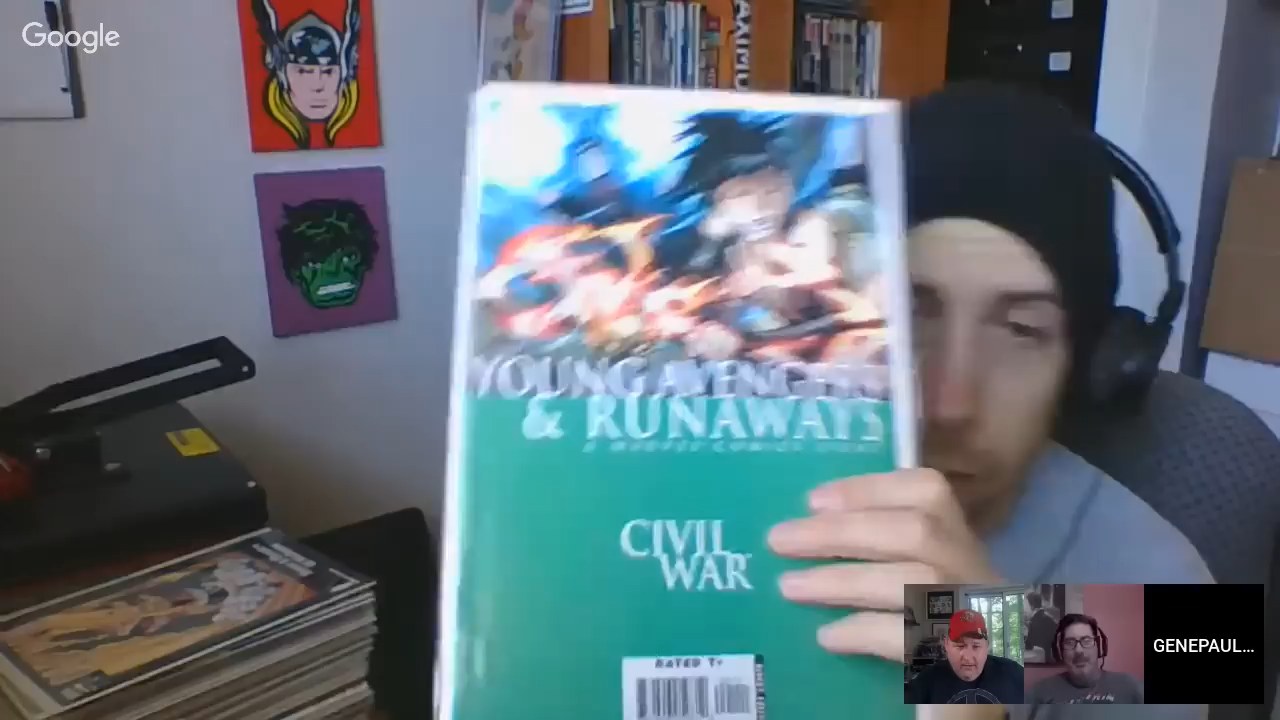 Google
YOUNG AVENGERS
& RUNAWAYS
CIVIL
WAR
RATED T+
GENEPAUL...